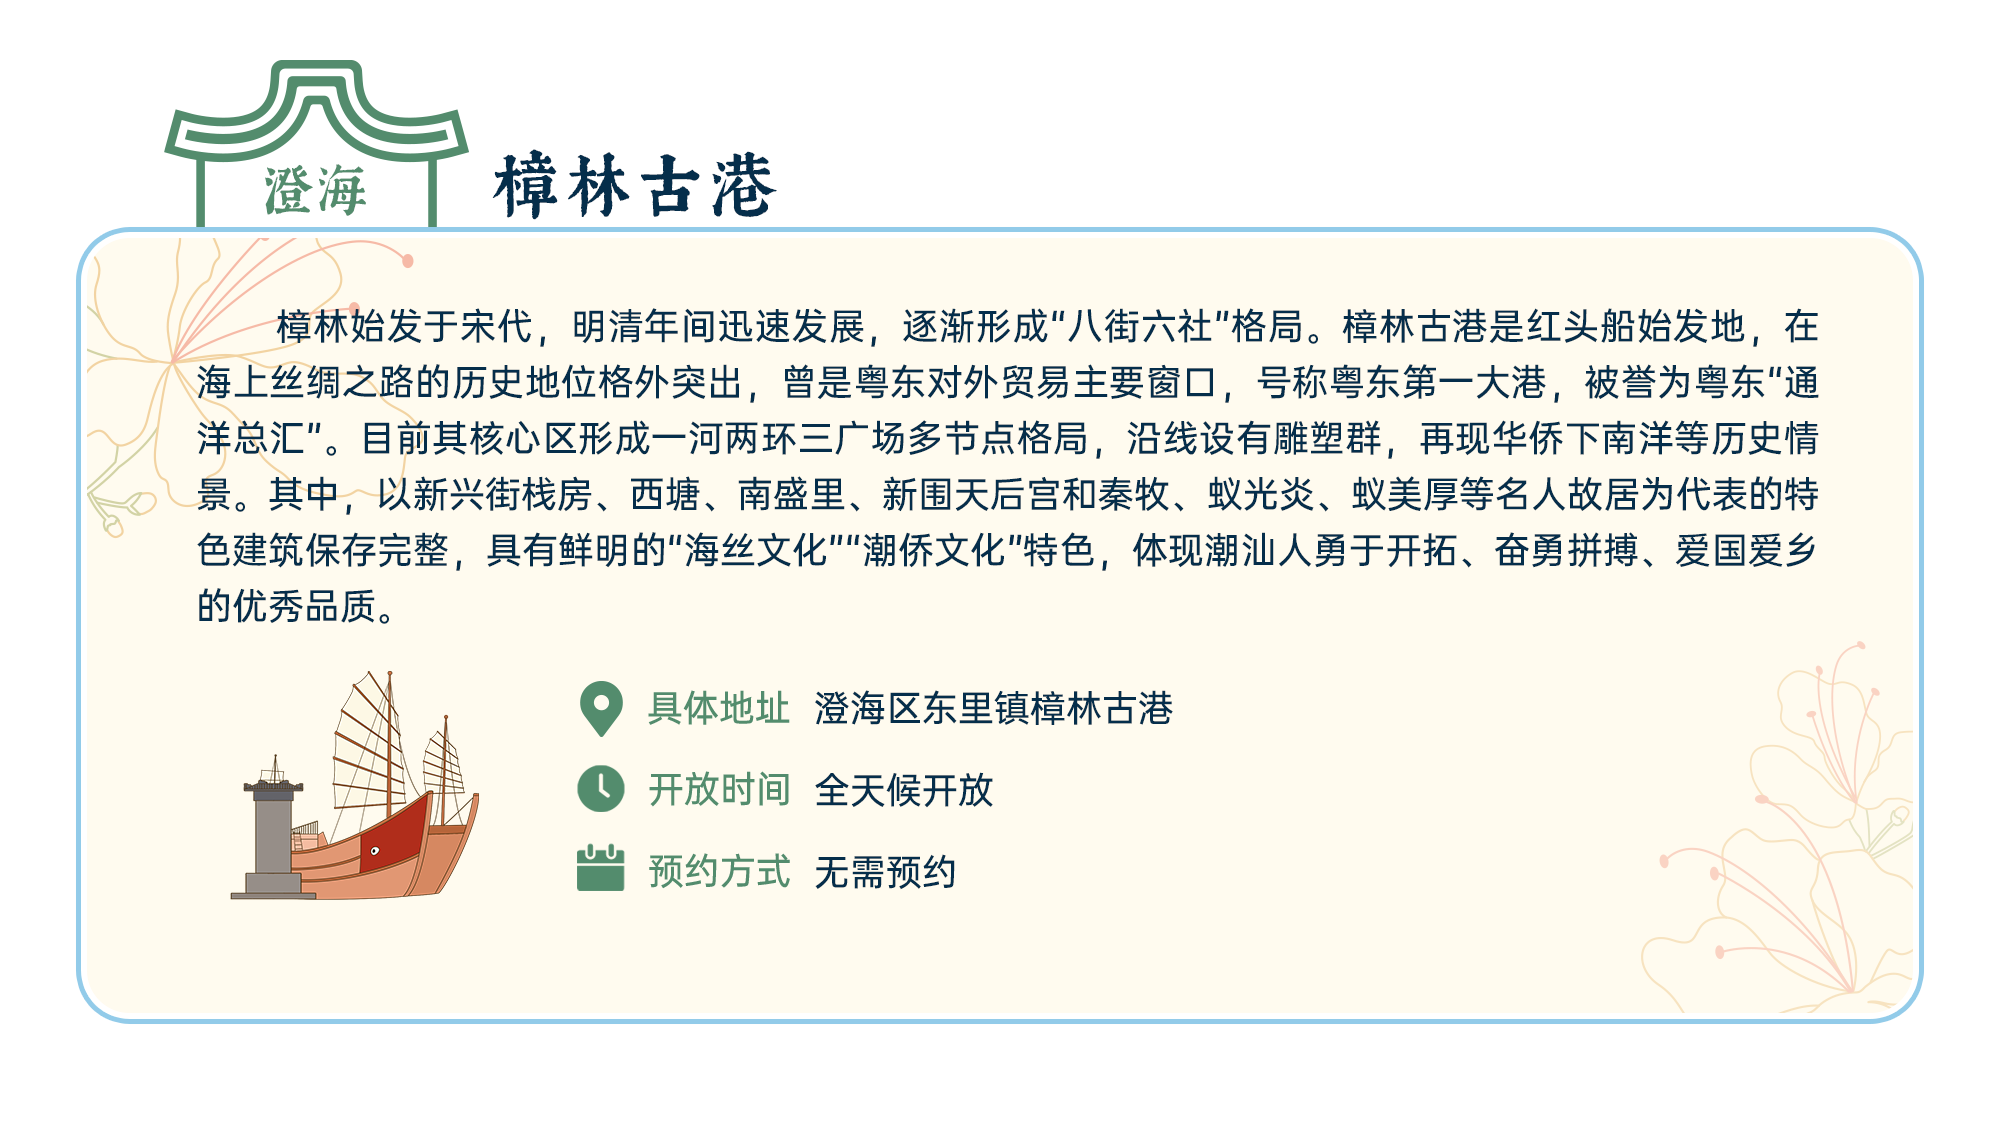 澄海
樟林古港
樟林始发于宋代，明清年间迅速发展，逐渐形成“八街六社”格局。樟林古港是红头船始发地，在
海上丝绸之路的历史地位格外突出，曾是粤东对外贸易主要窗口，号称粤东第一大港，被誉为粤东“通
洋总汇”。目前其核心区形成一河两环三广场多节点格局，沿线设有雕塑群，再现华侨下南洋等历史情
景。其中，以新兴街栈房、西塘、南盛里、新围天后宫和秦牧、蚁光炎、蚁美厚等名人故居为代表的特
色建筑保存完整，具有鲜明的“海丝文化”“潮侨文化”特色，体现潮汕人勇于开拓、奋勇拼搏、爱国爱乡
的优秀品质。
具体地址 澄海区东里镇樟林古港
开放时间 全天候开放
预约方式 无需预约